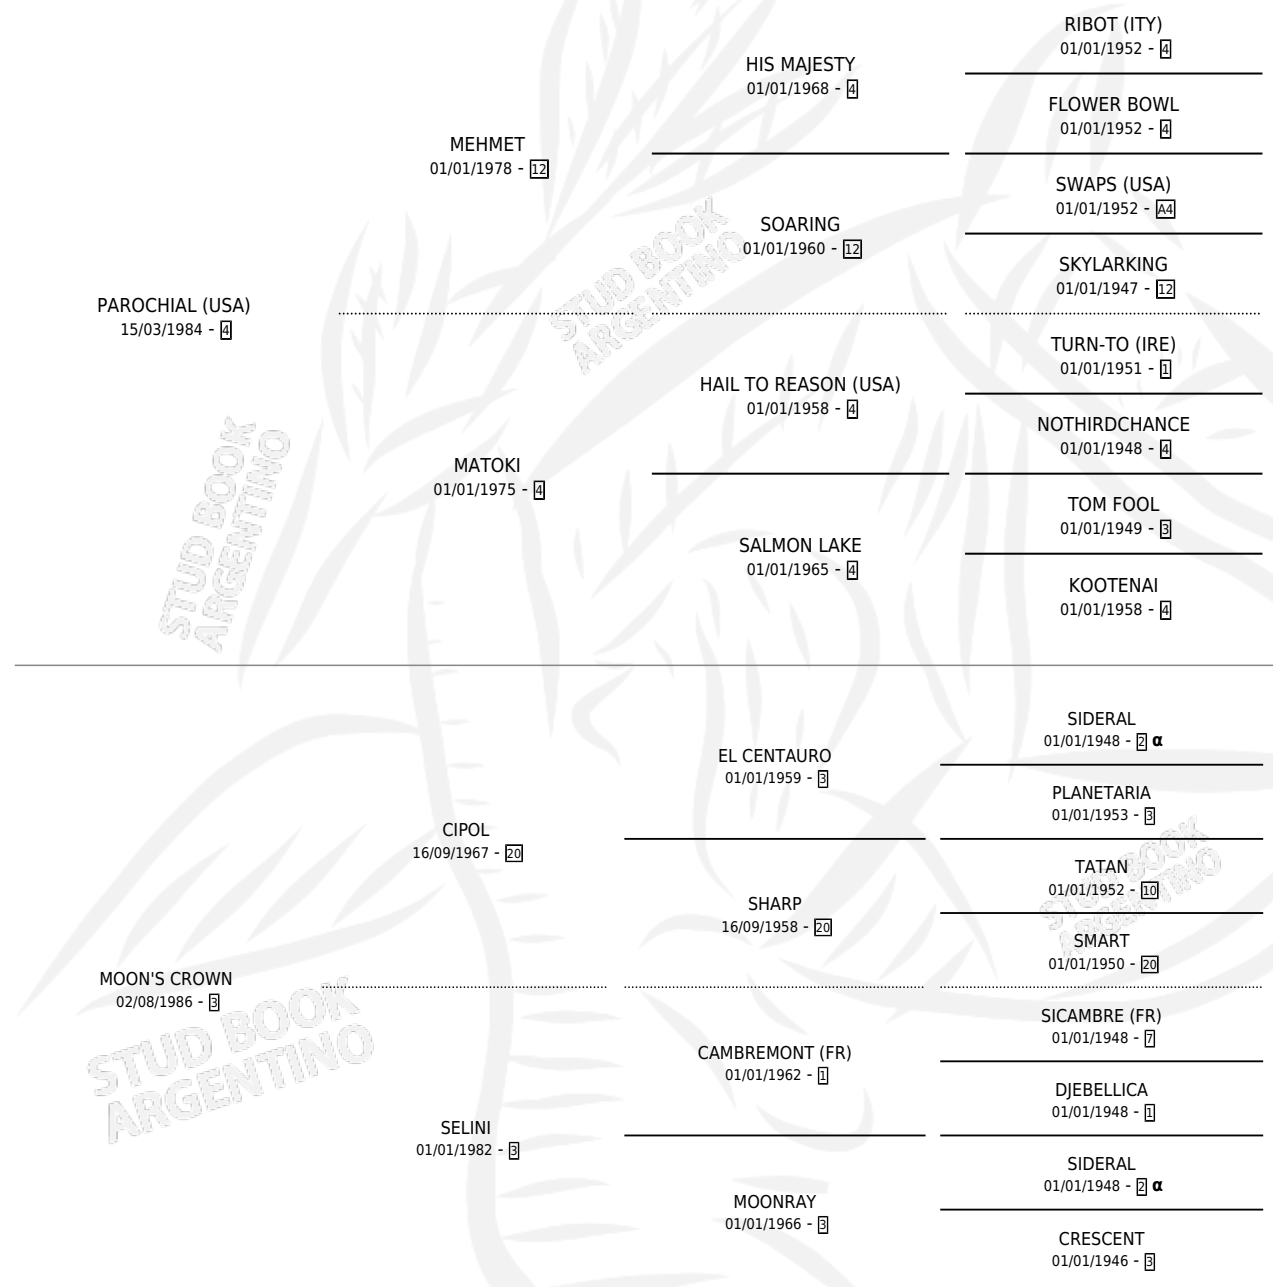 RIBOT (ITY)
01/01/1952 - 4
HIS MAJESTY
01/01/1968 - 4
FLOWER BOWL
01/01/1952 - 4
MEHMET
01/01/1978 - 12
SWAPS (USA)
01/01/1952 - A4
SOARING
01/01/1960 - 12
SKYLARKING
01/01/1947 - 12
PAROCHIAL (USA)
15/03/1984 - 4
TURN-TO (IRE)
01/01/1951 - 1
HAIL TO REASON (USA)
01/01/1958 - 4
NOTHIRDCHANCE
01/01/1948 - 4
MATOKI
01/01/1975 - 4
TOM FOOL
01/01/1949 - 3
SALMON LAKE
01/01/1965 - 4
KOOTENAI
01/01/1958 - 4
SIDERAL
01/01/1948 - 2 α
EL CENTAURO
01/01/1959 - 3
PLANETARIA
01/01/1953 - 3
CIPOL
16/09/1967 - 20
TATAN
01/01/1952 - 10
SHARP
16/09/1958 - 20
SMART
01/01/1950 - 20
MOON'S CROWN
02/08/1986 - 3
SICAMBRE (FR)
01/01/1948 - 7
CAMBREMONT (FR)
01/01/1962 - 1
DJEBELLICA
01/01/1948 - 1
SELINI
01/01/1982 - 3
SIDERAL
01/01/1948 - 2 α
MOONRAY
01/01/1966 - 3
CRESCENT
01/01/1946 - 3
STUD BOOK
ARGENTINO
STUD BOOK
ARGENTINO
STUD BOOK
ARGENTINO
STUD BOOK
ARGENTINO